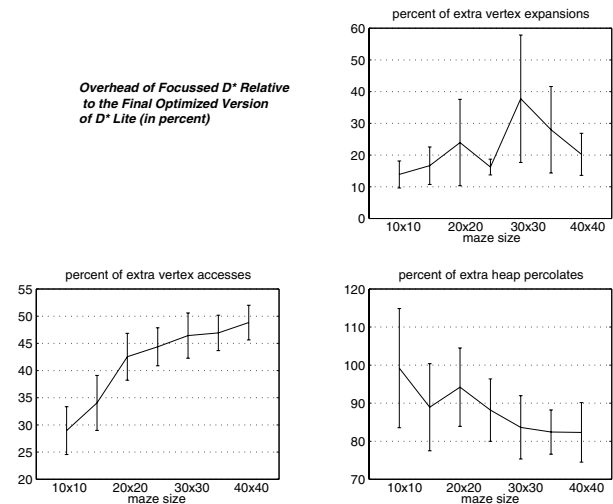 percent of extra vertex expansions
60
50
40
30
20
10
0
10x10 20x20 30x30 40x40
maze size
Overhead of Focussed D* Relative
to the Final Optimized Version
of D* Lite (in percent)
percent of extra vertex accesses
55
50
45
40
35
30
25
20
10x10 20x20 30x30 40x40
maze size
percent of extra heap percolates
120
110
100
90
80
70
10x10 20x20 30x30 40x40
maze size